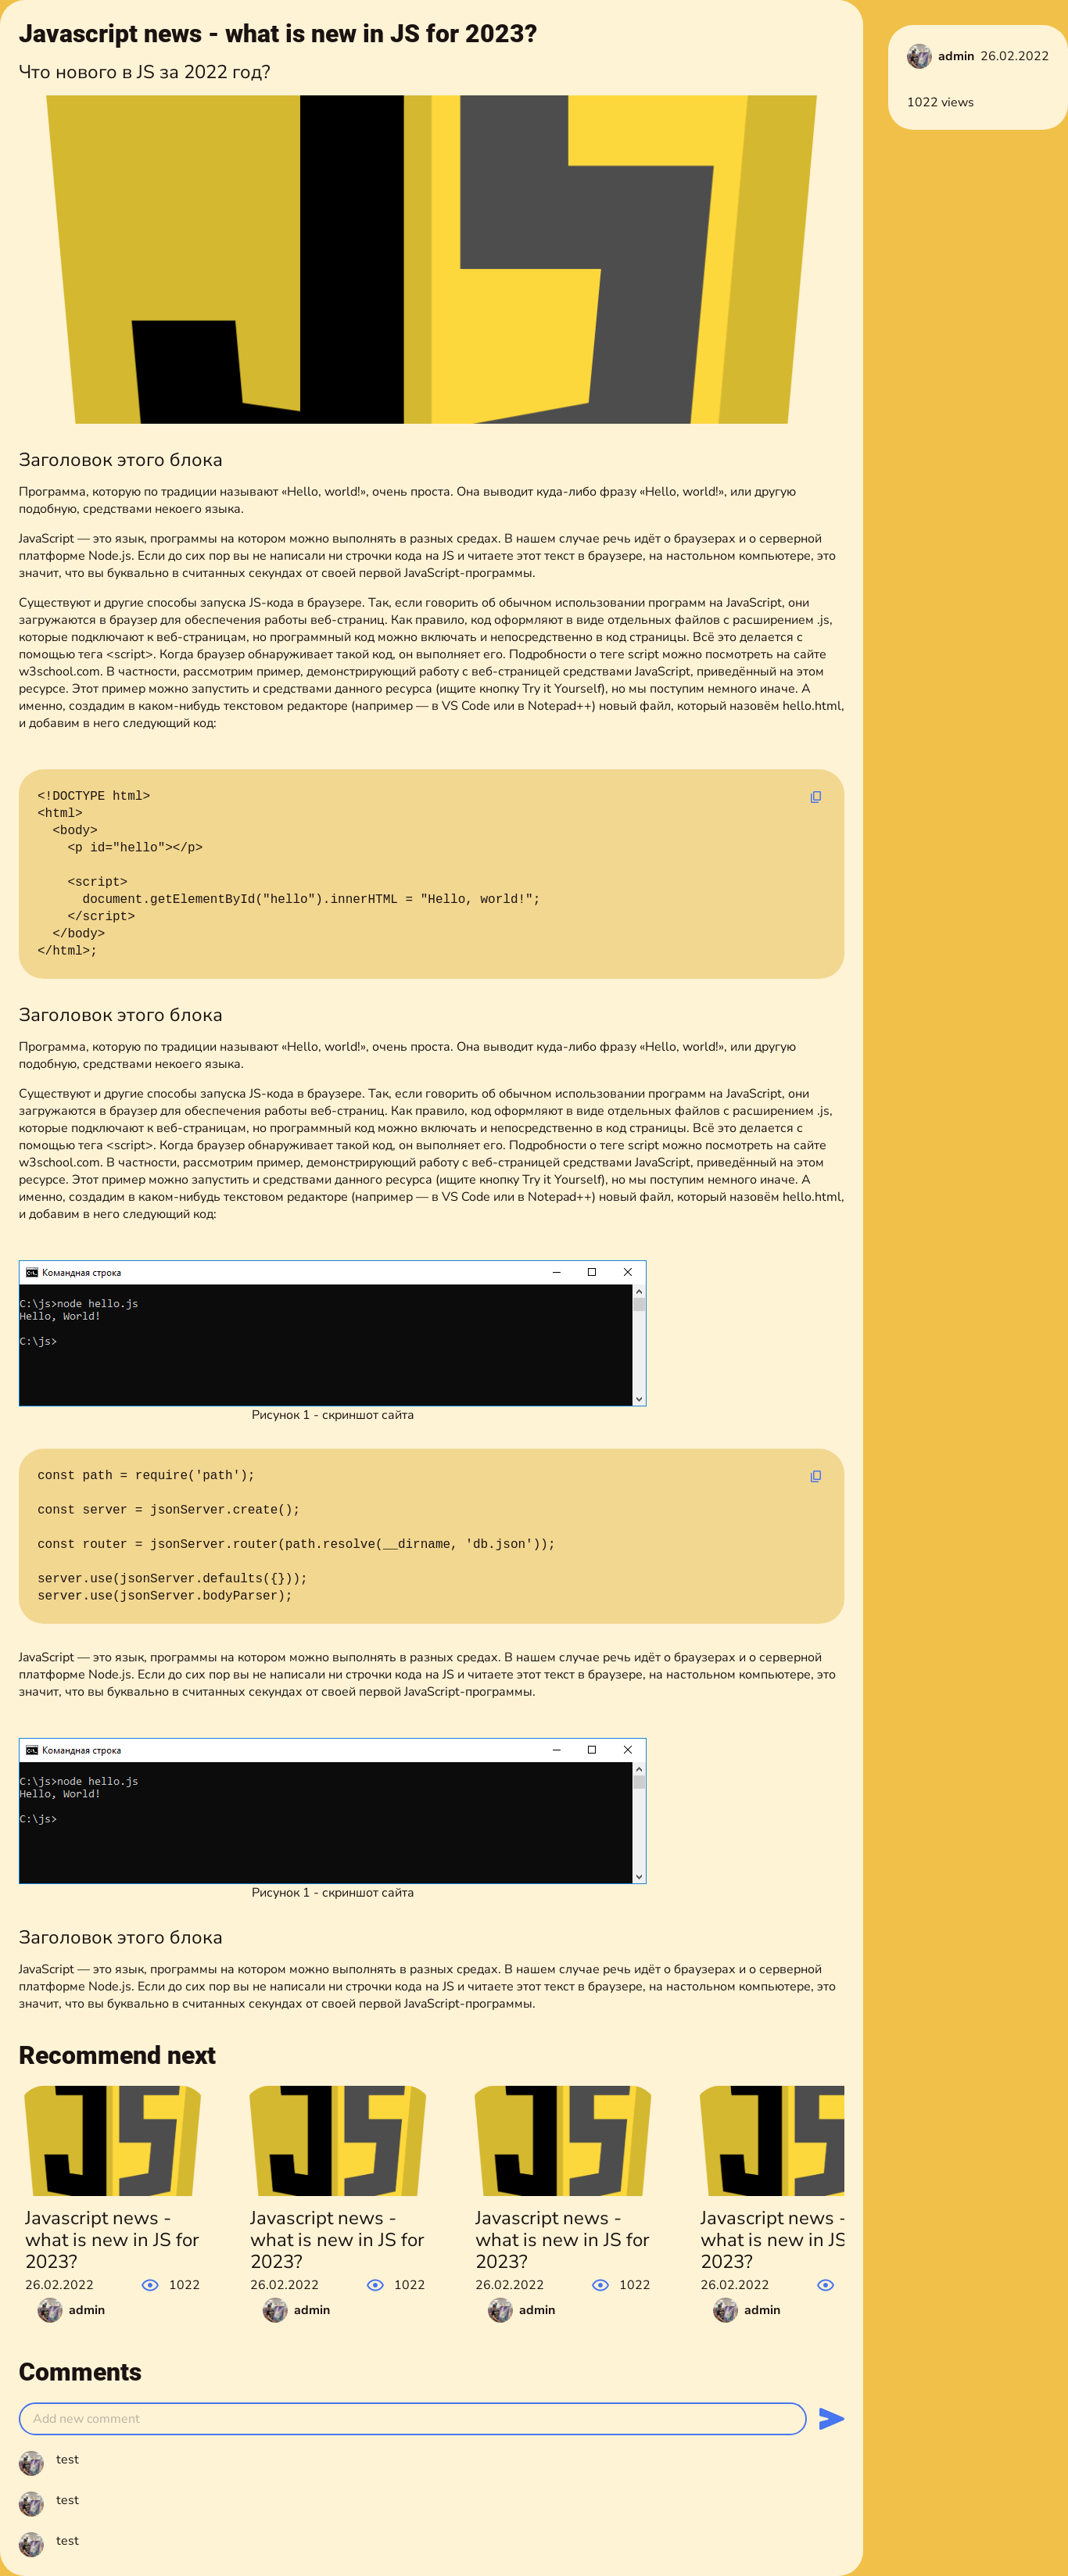 Javascript news - what is new in JS for 2023?
Что нового в JS за 2022 год?
JS
admin 26.02.2022
1022 views
Заголовок этого блока
Программа, которую по традиции называют «Hello, world!», очень проста. Она выводит куда-либо фразу «Hello, world!», или другую
подобную, средствами некоего языка.
JavaScript — это язык, программы на котором можно выполнять в разных средах. В нашем случае речь идёт о браузерах и о серверной
платформе Node.js. Если до сих пор вы не написали ни строчки кода на JS и читаете этот текст в браузере, на настольном компьютере, это
значит, что вы буквально в считанных секундах от своей первой JavaScript-программы.
Существуют и другие способы запуска JS-кода в браузере. Так, если говорить об обычном использовании программ на JavaScript, они
загружаются в браузер для обеспечения работы веб-страниц. Как правило, код оформляют в виде отдельных файлов с расширением .js,
которые подключают к веб-страницам, но программный код можно включать и непосредственно в код страницы. Всё это делается с
помощью тега <script>. Когда браузер обнаруживает такой код, он выполняет его. Подробности о теге script можно посмотреть на сайте
w3school.com. В частности, рассмотрим пример, демонстрирующий работу с веб-страницей средствами JavaScript, приведённый на этом
ресурсе. Этот пример можно запустить и средствами данного ресурса (ищите кнопку Try it Yourself), но мы поступим немного иначе. А
именно, создадим в каком-нибудь текстовом редакторе (например — в VS Code или в Notepad++) новый файл, который назовём hello.html,
и добавим в него следующий код:
<!DOCTYPE html>
<html>
  <body>
    <p id="hello"></p>
    <script>
      document.getElementById("hello").innerHTML = "Hello, world!";
    </script>
  </body>
</html>;
Заголовок этого блока
Программа, которую по традиции называют «Hello, world!», очень проста. Она выводит куда-либо фразу «Hello, world!», или другую
подобную, средствами некоего языка.
Существуют и другие способы запуска JS-кода в браузере. Так, если говорить об обычном использовании программ на JavaScript, они
загружаются в браузер для обеспечения работы веб-страниц. Как правило, код оформляют в виде отдельных файлов с расширением .js,
которые подключают к веб-страницам, но программный код можно включать и непосредственно в код страницы. Всё это делается с
помощью тега <script>. Когда браузер обнаруживает такой код, он выполняет его. Подробности о теге script можно посмотреть на сайте
w3school.com. В частности, рассмотрим пример, демонстрирующий работу с веб-страницей средствами JavaScript, приведённый на этом
ресурсе. Этот пример можно запустить и средствами данного ресурса (ищите кнопку Try it Yourself), но мы поступим немного иначе. А
именно, создадим в каком-нибудь текстовом редакторе (например — в VS Code или в Notepad++) новый файл, который назовём hello.html,
и добавим в него следующий код:
Командная строка
C:\js>node hello.js
Hello, World!
C:\js>
Рисунок 1 - скриншот сайта
const path = require('path');
const server = jsonServer.create();
const router = jsonServer.router(path.resolve(__dirname, 'db.json'));
server.use(jsonServer.defaults({}));
server.use(jsonServer.bodyParser);
JavaScript — это язык, программы на котором можно выполнять в разных средах. В нашем случае речь идёт о браузерах и о серверной
платформе Node.js. Если до сих пор вы не написали ни строчки кода на JS и читаете этот текст в браузере, на настольном компьютере, это
значит, что вы буквально в считанных секундах от своей первой JavaScript-программы.
Командная строка
C:\js>node hello.js
Hello, World!
C:\js>
Рисунок 1 - скриншот сайта
Заголовок этого блока
JavaScript — это язык, программы на котором можно выполнять в разных средах. В нашем случае речь идёт о браузерах и о серверной
платформе Node.js. Если до сих пор вы не написали ни строчки кода на JS и читаете этот текст в браузере, на настольном компьютере, это
значит, что вы буквально в считанных секундах от своей первой JavaScript-программы.
Recommend next
JS
Javascript news -
what is new in JS for
2023?
26.02.2022 1022
admin
JS
Javascript news -
what is new in JS for
2023?
26.02.2022 1022
admin
JS
Javascript news -
what is new in JS for
2023?
26.02.2022 1022
admin
JS
Javascript news -
what is new in JS
2023?
26.02.2022
admin
Comments
Add new comment
test
test
test